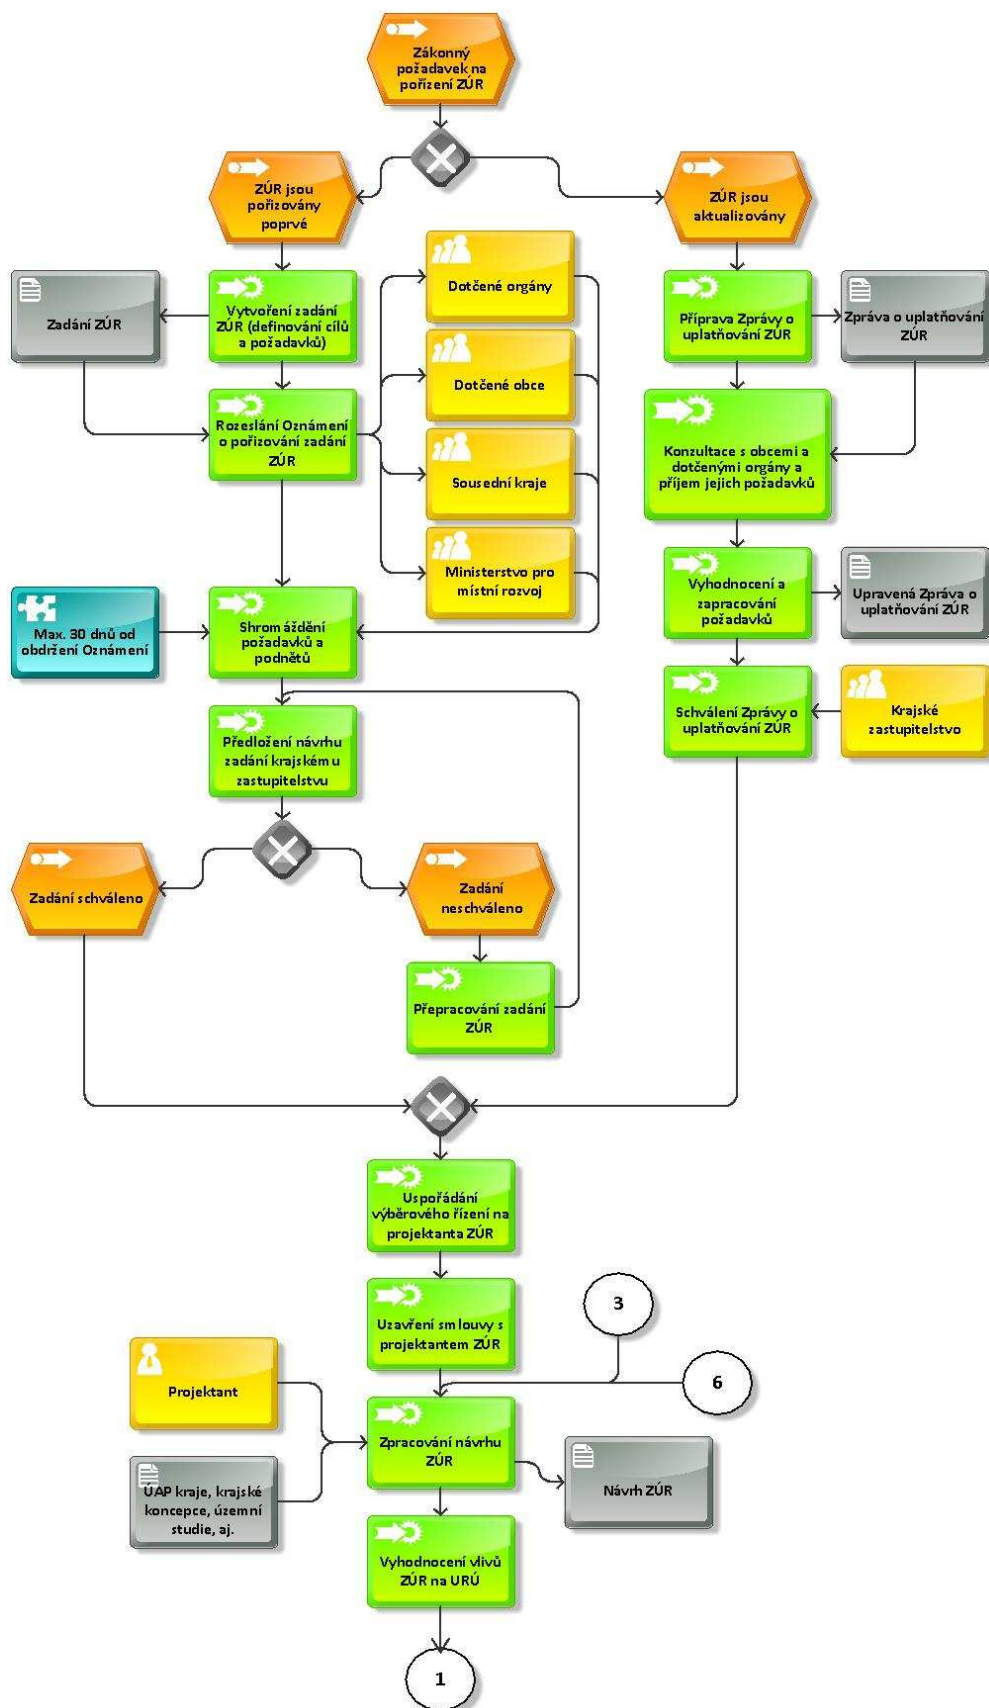 Zákonný
požadavek na
pořízení ZÚR
ZÚR jsou
pořizovány
poprvé
ZÚR jsou
aktualizovány
Zadání ZÚR
Vytvoření zadání
ZÚR (definování cílů
a požadavků)
Dotčené orgány
Příprava Zprávy o
uplatňování ZÚR
Zpráva o uplatňování
ZÚR
Dotčené obce
Rozeslání Oznámení
o pořizování zadání
ZÚR
Konzultace s obcemi a
dotčenými orgány a
příjem jejich požadavků
Sousední kraje
Ministerstvo pro
místní rozvoj
Vyhodnocení a
zapracování
požadavků
Upravená Zpráva o
uplatňování ZÚR
Max. 30 dnů od
obdržení Oznámení
Shromáždění
požadavků a
podnětů
Schválení Zprávy o
uplatňování ZÚR
Krajské
zastupitelstvo
Předložení návrhu
zadání krajskému
zastupitelstvu
Zadání schváleno
Zadání
neschváleno
Přepracování zadání
ZÚR
Uspořádání
výběrového řízení na
projektanta ZÚR
Uzavření smlouvy s
projektantem ZÚR
3
6
Projektant
Zpracování návrhu
ZÚR
ÚAP kraje, krajské
koncepce, územní
studie, aj.
Návrh ZÚR
Vyhodnocení vlivů
ZÚR na URÚ
1